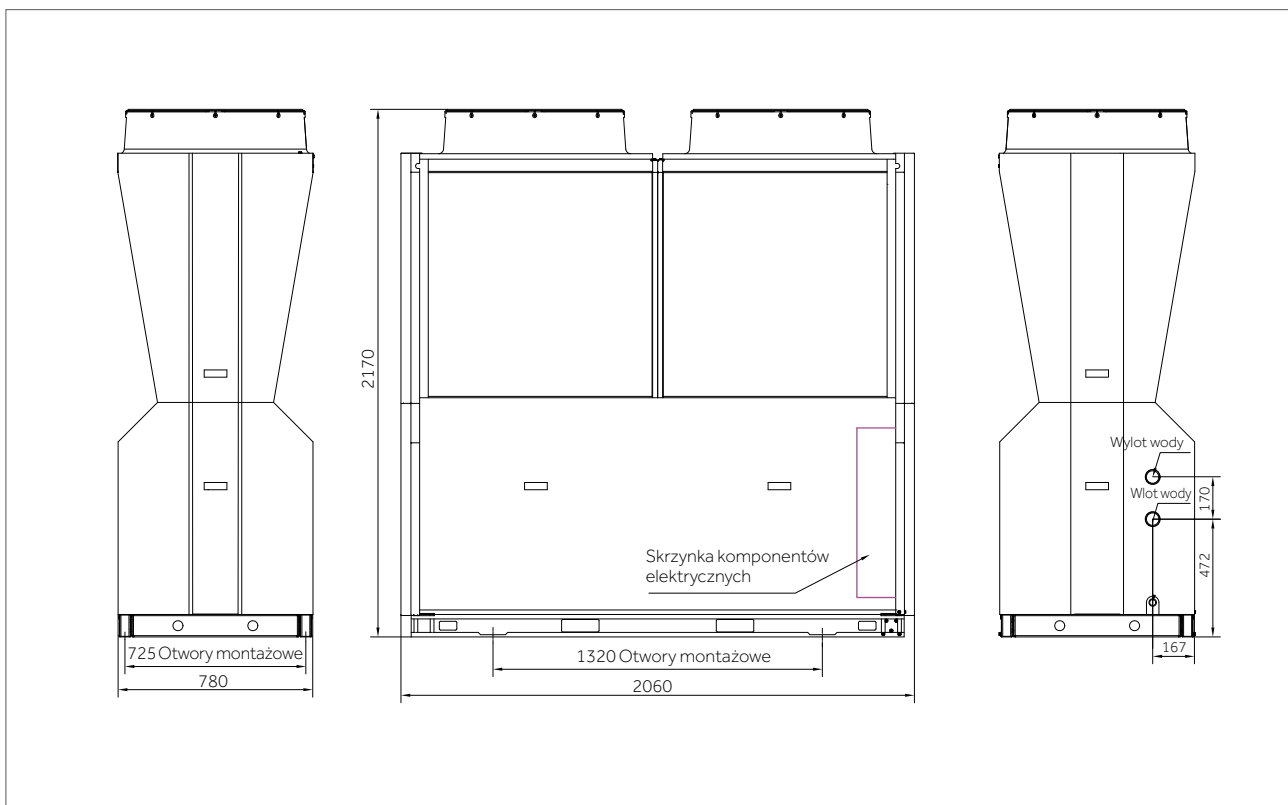 2170
Wylot wody
Wlot wody
170
472
Skrzynka komponentów
elektrycznych
725 Otwory montażowe
780
1320 Otwory montażowe
2060
167